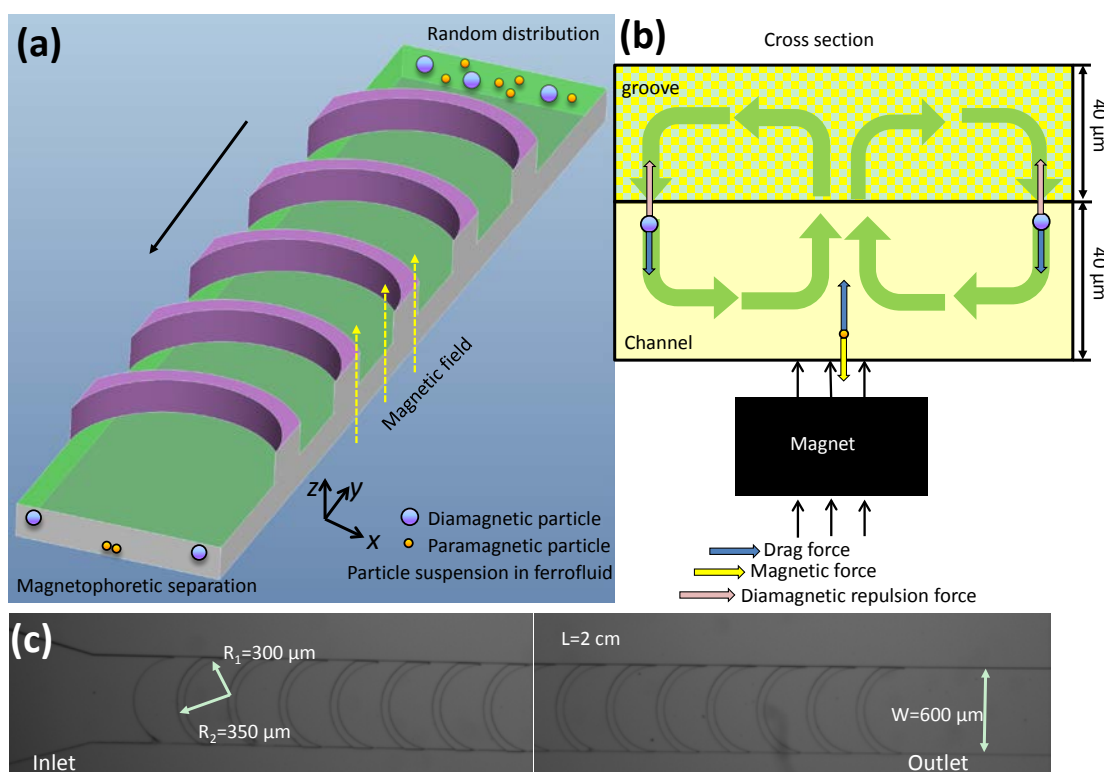 (a)
Random distribution
Magnetic field
z
y
x
Diamagnetic particle
Paramagnetic particle
Particle suspension in ferrofluid
Magnetophoretic separation
(b)
Cross section
groove
40 µm
Channel
40 µm
Magnet
Drag force
Magnetic force
Diamagnetic repulsion force
(c)
R1=300 µm
R2=350 µm
Inlet
L=2 cm
W=600 µm
Outlet